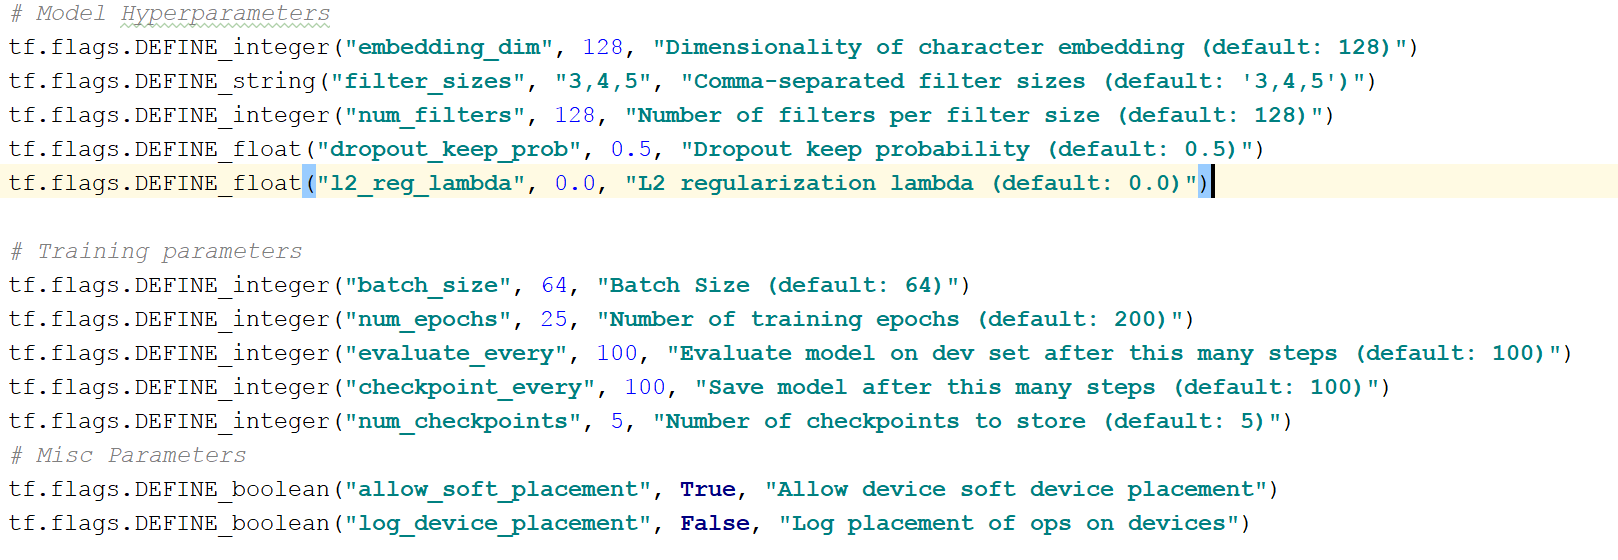 # Model Hyperparameters
tf.flags.DEFINE_integer("embedding_dim", 128, "Dimensionality of character embedding (default: 128)")
tf.flags.DEFINE_string("filter_sizes", "3,4,5", "Comma-separated filter sizes (default: '3,4,5')")
tf.flags.DEFINE_integer("num_filters", 128, "Number of filters per filter size (default: 128)")
tf.flags.DEFINE_float("dropout_keep_prob", 0.5, "Dropout keep probability (default: 0.5)")
tf.flags.DEFINE_float("l2_reg_lambda", 0.0, "L2 regularization lambda (default: 0.0)")
# Training parameters
tf.flags.DEFINE_integer("batch_size", 64, "Batch Size (default: 64)")
tf.flags.DEFINE_integer("num_epochs", 25, "Number of training epochs (default: 200)")
tf.flags.DEFINE_integer("evaluate_every", 100, "Evaluate model on dev set after this many steps (default: 100)")
tf.flags.DEFINE_integer("checkpoint_every", 100, "Save model after this many steps (default: 100)")
tf.flags.DEFINE_integer("num_checkpoints", 5, "Number of checkpoints to store (default: 5)")
# Misc Parameters
tf.flags.DEFINE_boolean("allow_soft_placement", True, "Allow device soft device placement")
tf.flags.DEFINE_boolean("log_device_placement", False, "Log placement of ops on devices")